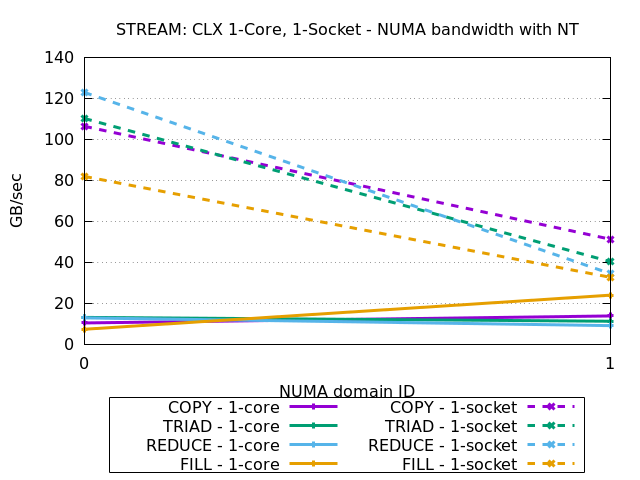 STREAM: CLX 1-Core, 1-Socket - NUMA bandwidth with NT
140
120
100
80
60
40
20
0
GB/sec
0 1
NUMA domain ID
COPY - 1-core COPY - 1-socket
TRIAD - 1-core TRIAD - 1-socket
REDUCE - 1-core REDUCE - 1-socket
FILL - 1-core FILL - 1-socket